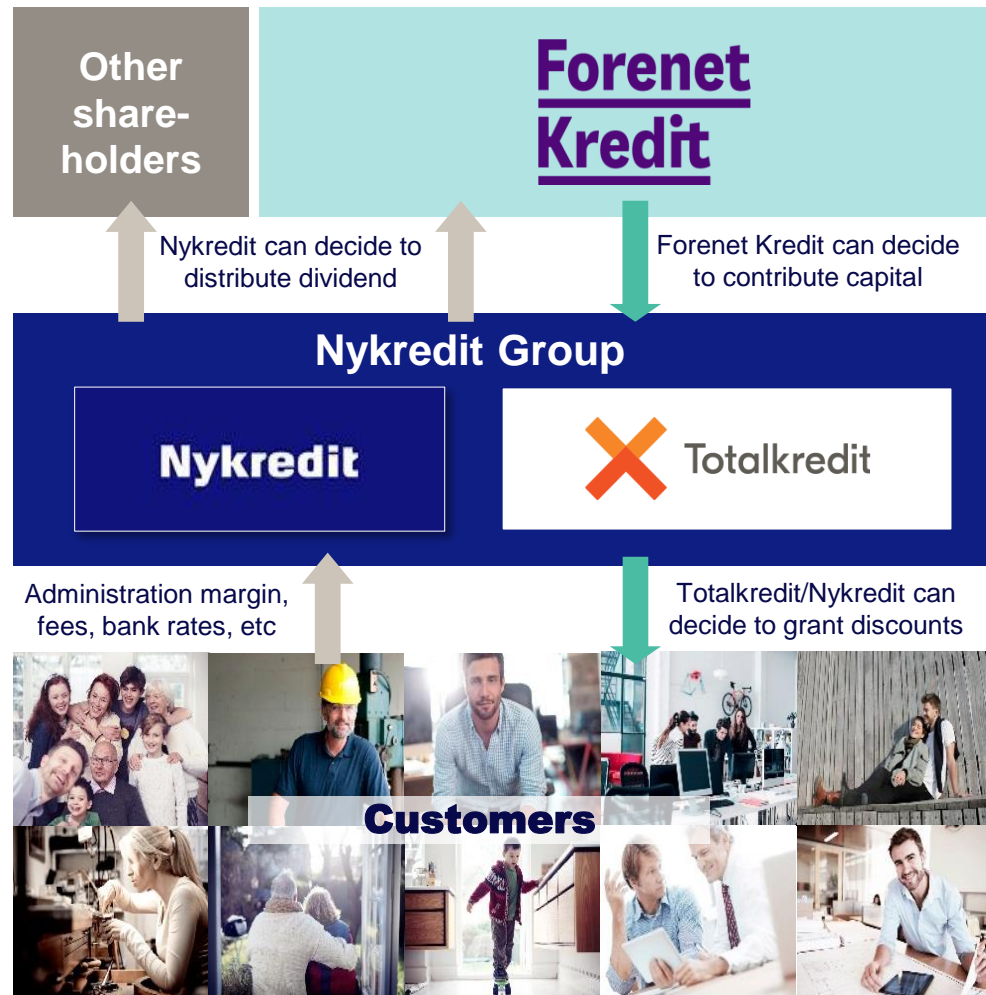 Other
share-
holders
Forenet
Kredit
Nykredit can decide to
distribute dividend
Forenet Kredit can decide
to contribute capital
Nykredit Group
Nykredit
Totalkredit
Administration margin,
fees, bank rates, etc
Totalkredit/Nykredit can
decide to grant discounts
Customers